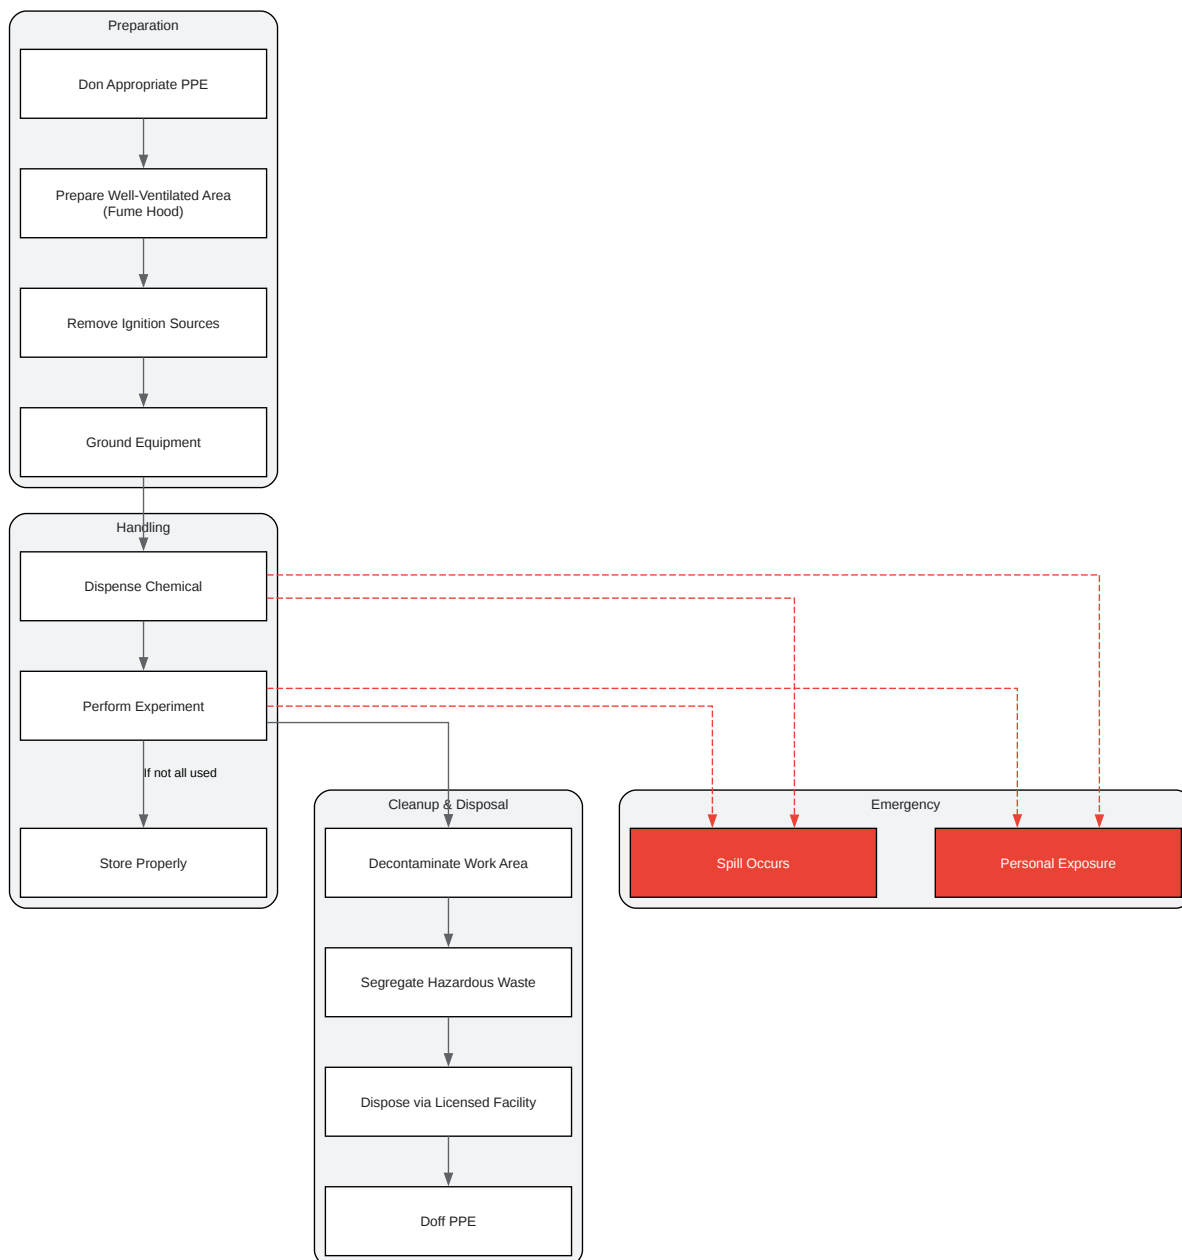 Preparation
Don Appropriate PPE
Prepare Well-Ventilated Area
(Fume Hood)
Remove Ignition Sources
Ground Equipment
Handling
Dispense Chemical
Perform Experiment
If not all used
Store Properly
Cleanup & Disposal
Decontaminate Work Area
Segregate Hazardous Waste
Dispose via Licensed Facility
Doff PPE
Emergency
Spill Occurs
Personal Exposure